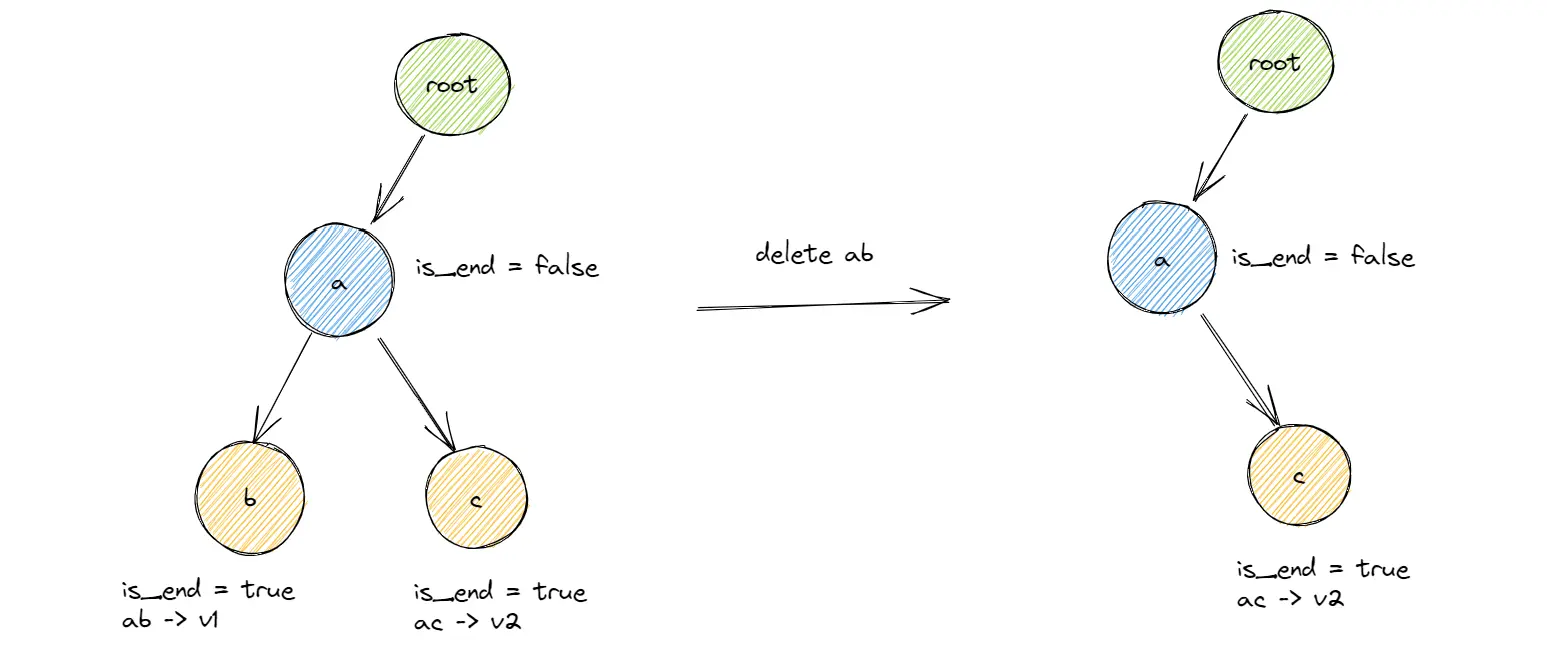 root
a
is_end = false
b
c
is_end = true
ab -> v1
is_end = true
ac -> v2
delete ab
root
a
is_end = false
c
is_end = true
ac -> v2